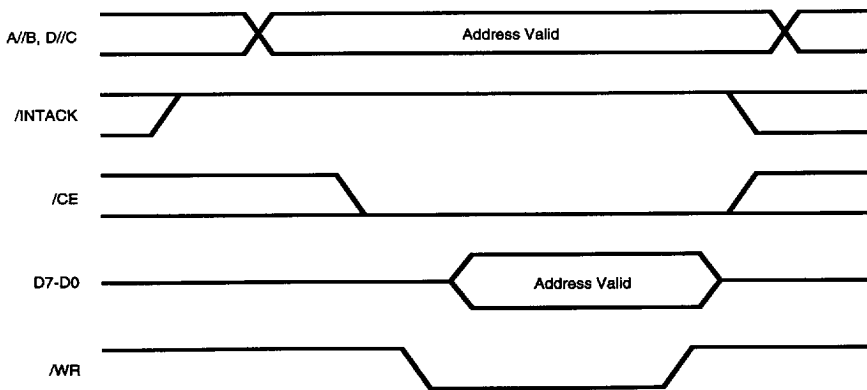 A//B, D//C
Address Valid
/INTACK
/CE
D7-D0
Address Valid
/WR